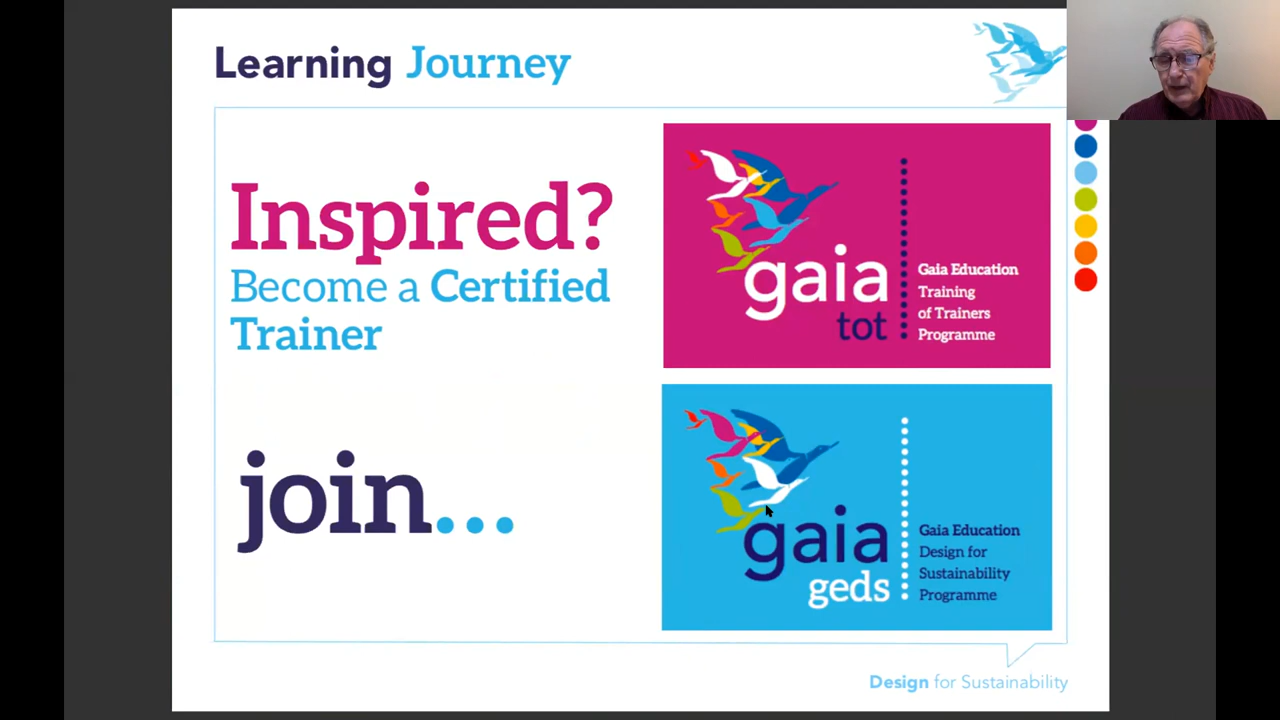 Learning Journey
Inspired?
Become a Certified
Trainer
join...
gaia
tot
Gaia Education
Training
of Trainers
Programme
gaia
geds
Gaia Education
Design for
Sustainability
Programme
Design for Sustainability